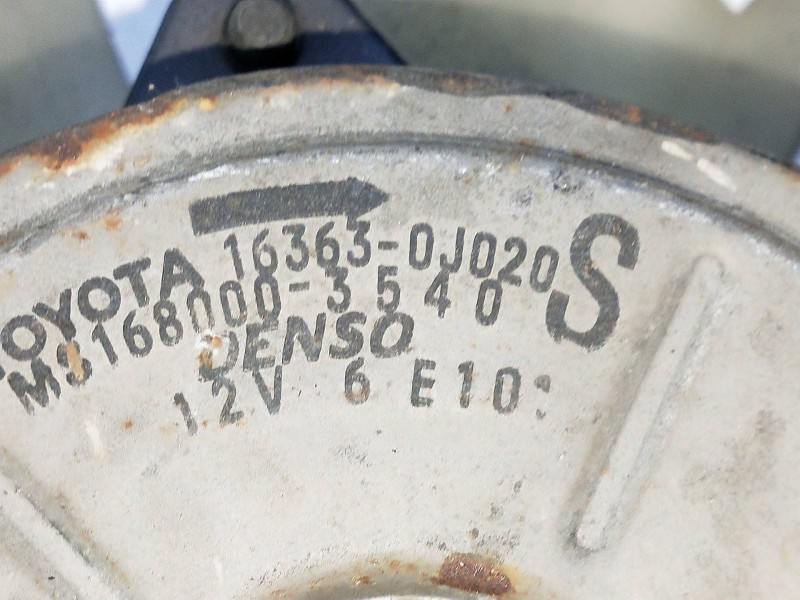 TOYOTA 16363-0J020 S
MS168000-3540
DENSO
12V 6 E10: